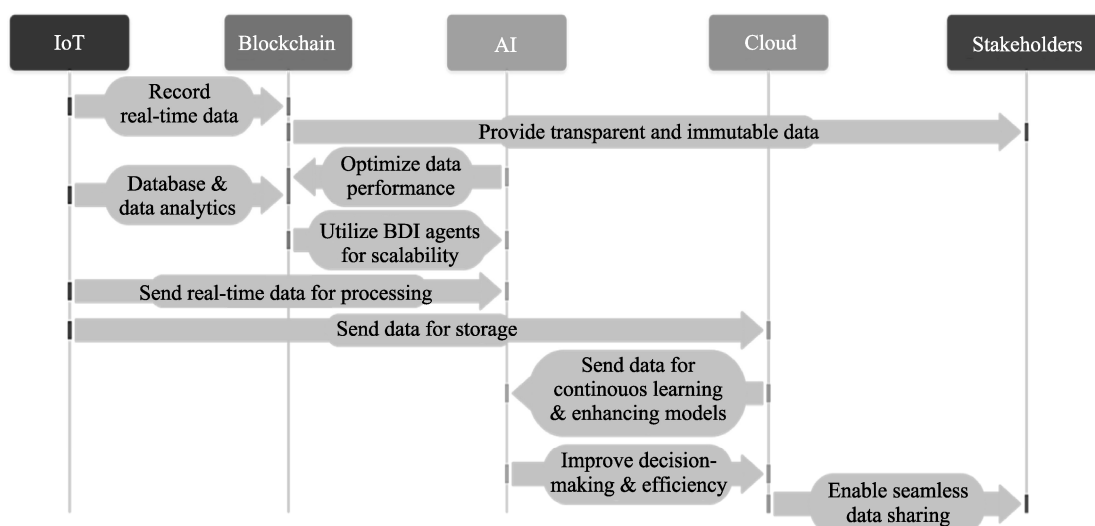 IoT
Blockchain
AI
Cloud
Stakeholders
Record
real-time data
Provide transparent and immutable data
Optimize data
performance
Database &
data analytics
Utilize BDI agents
for scalability
Send real-time data for processing
Send data for storage
Send data for
continouos learning
& enhancing models
Improve decision-
making & efficiency
Enable seamless
data sharing